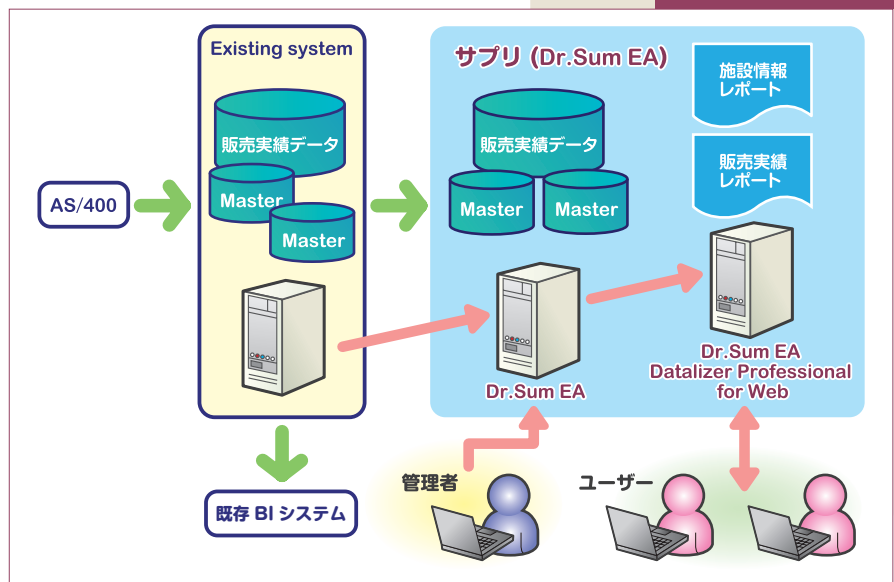 Existing system
販売実績データ
Master
Master
AS/400
既存 BI システム
サプリ (Dr.Sum EA)
販売実績データ
Master
Master
施設情報
レポート
販売実績
レポート
Dr.Sum EA
Dr.Sum EA
Datalizer Professional
for Web
管理者
ユーザー